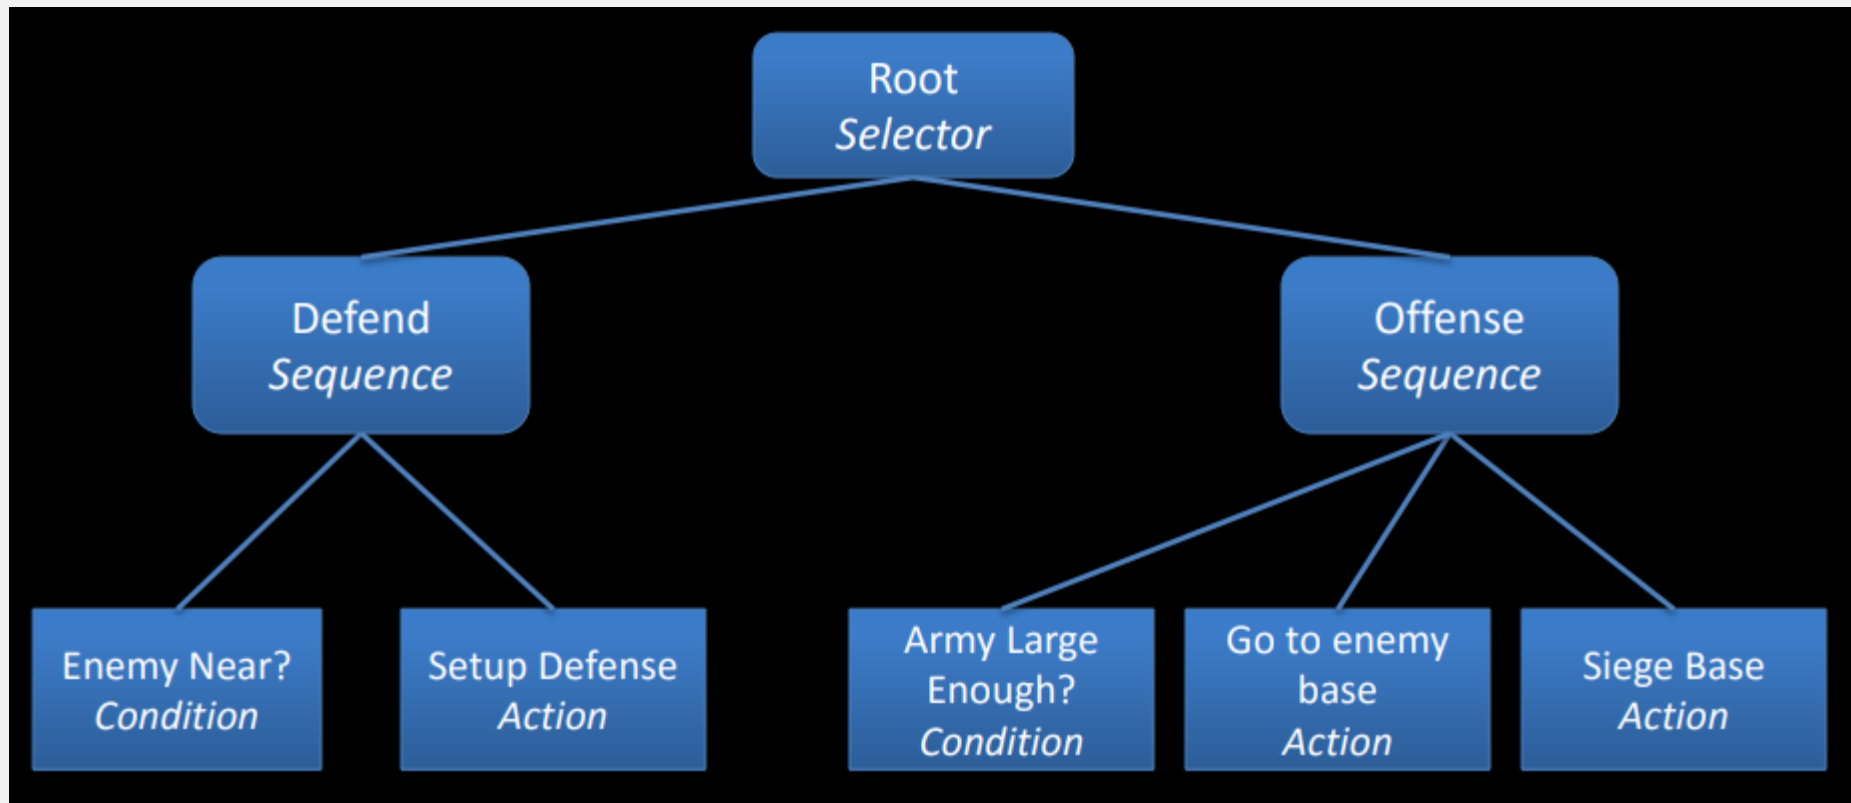 Root
Selector
Defend
Sequence
Offense
Sequence
Enemy Near?
Condition
Setup Defense
Action
Army Large
Enough?
Condition
Go to enemy
base
Action
Siege Base
Action